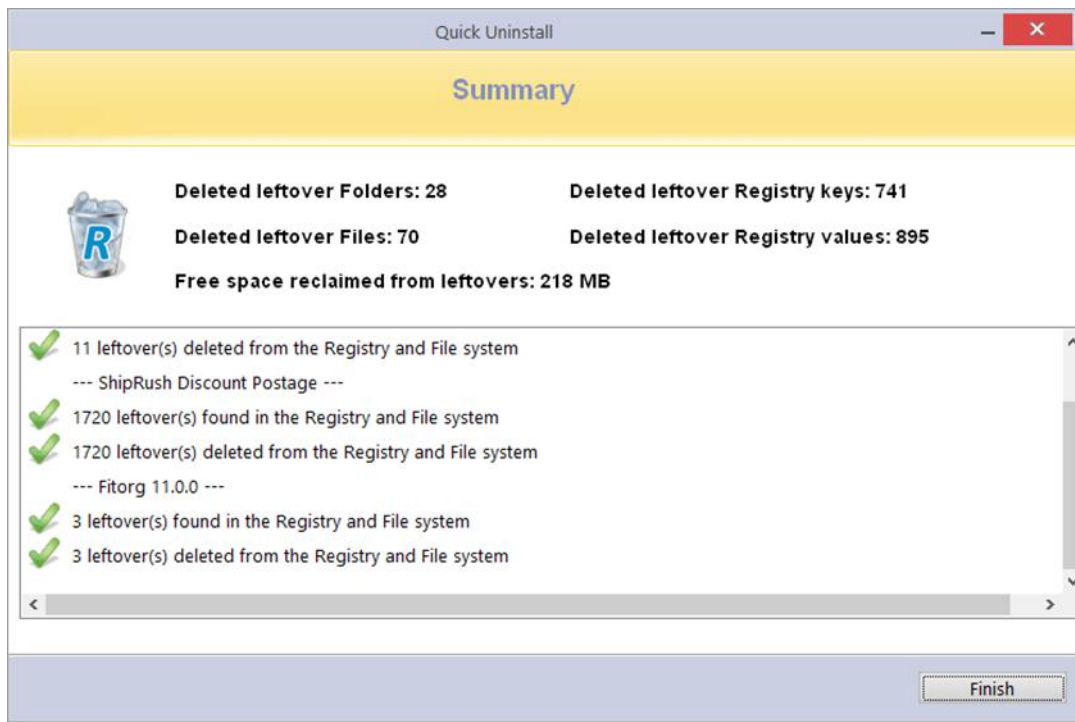 Quick Uninstall
Summary
Deleted leftover Folders: 28
Deleted leftover Registry keys: 741
Deleted leftover Files: 70
Deleted leftover Registry values: 895
Free space reclaimed from leftovers: 218 MB
R
11 leftover(s) deleted from the Registry and File system
--- ShipRush Discount Postage ---
1720 leftover(s) found in the Registry and File system
1720 leftover(s) deleted from the Registry and File system
--- Fitorg 11.0.0 ---
3 leftover(s) found in the Registry and File system
3 leftover(s) deleted from the Registry and File system
Finish